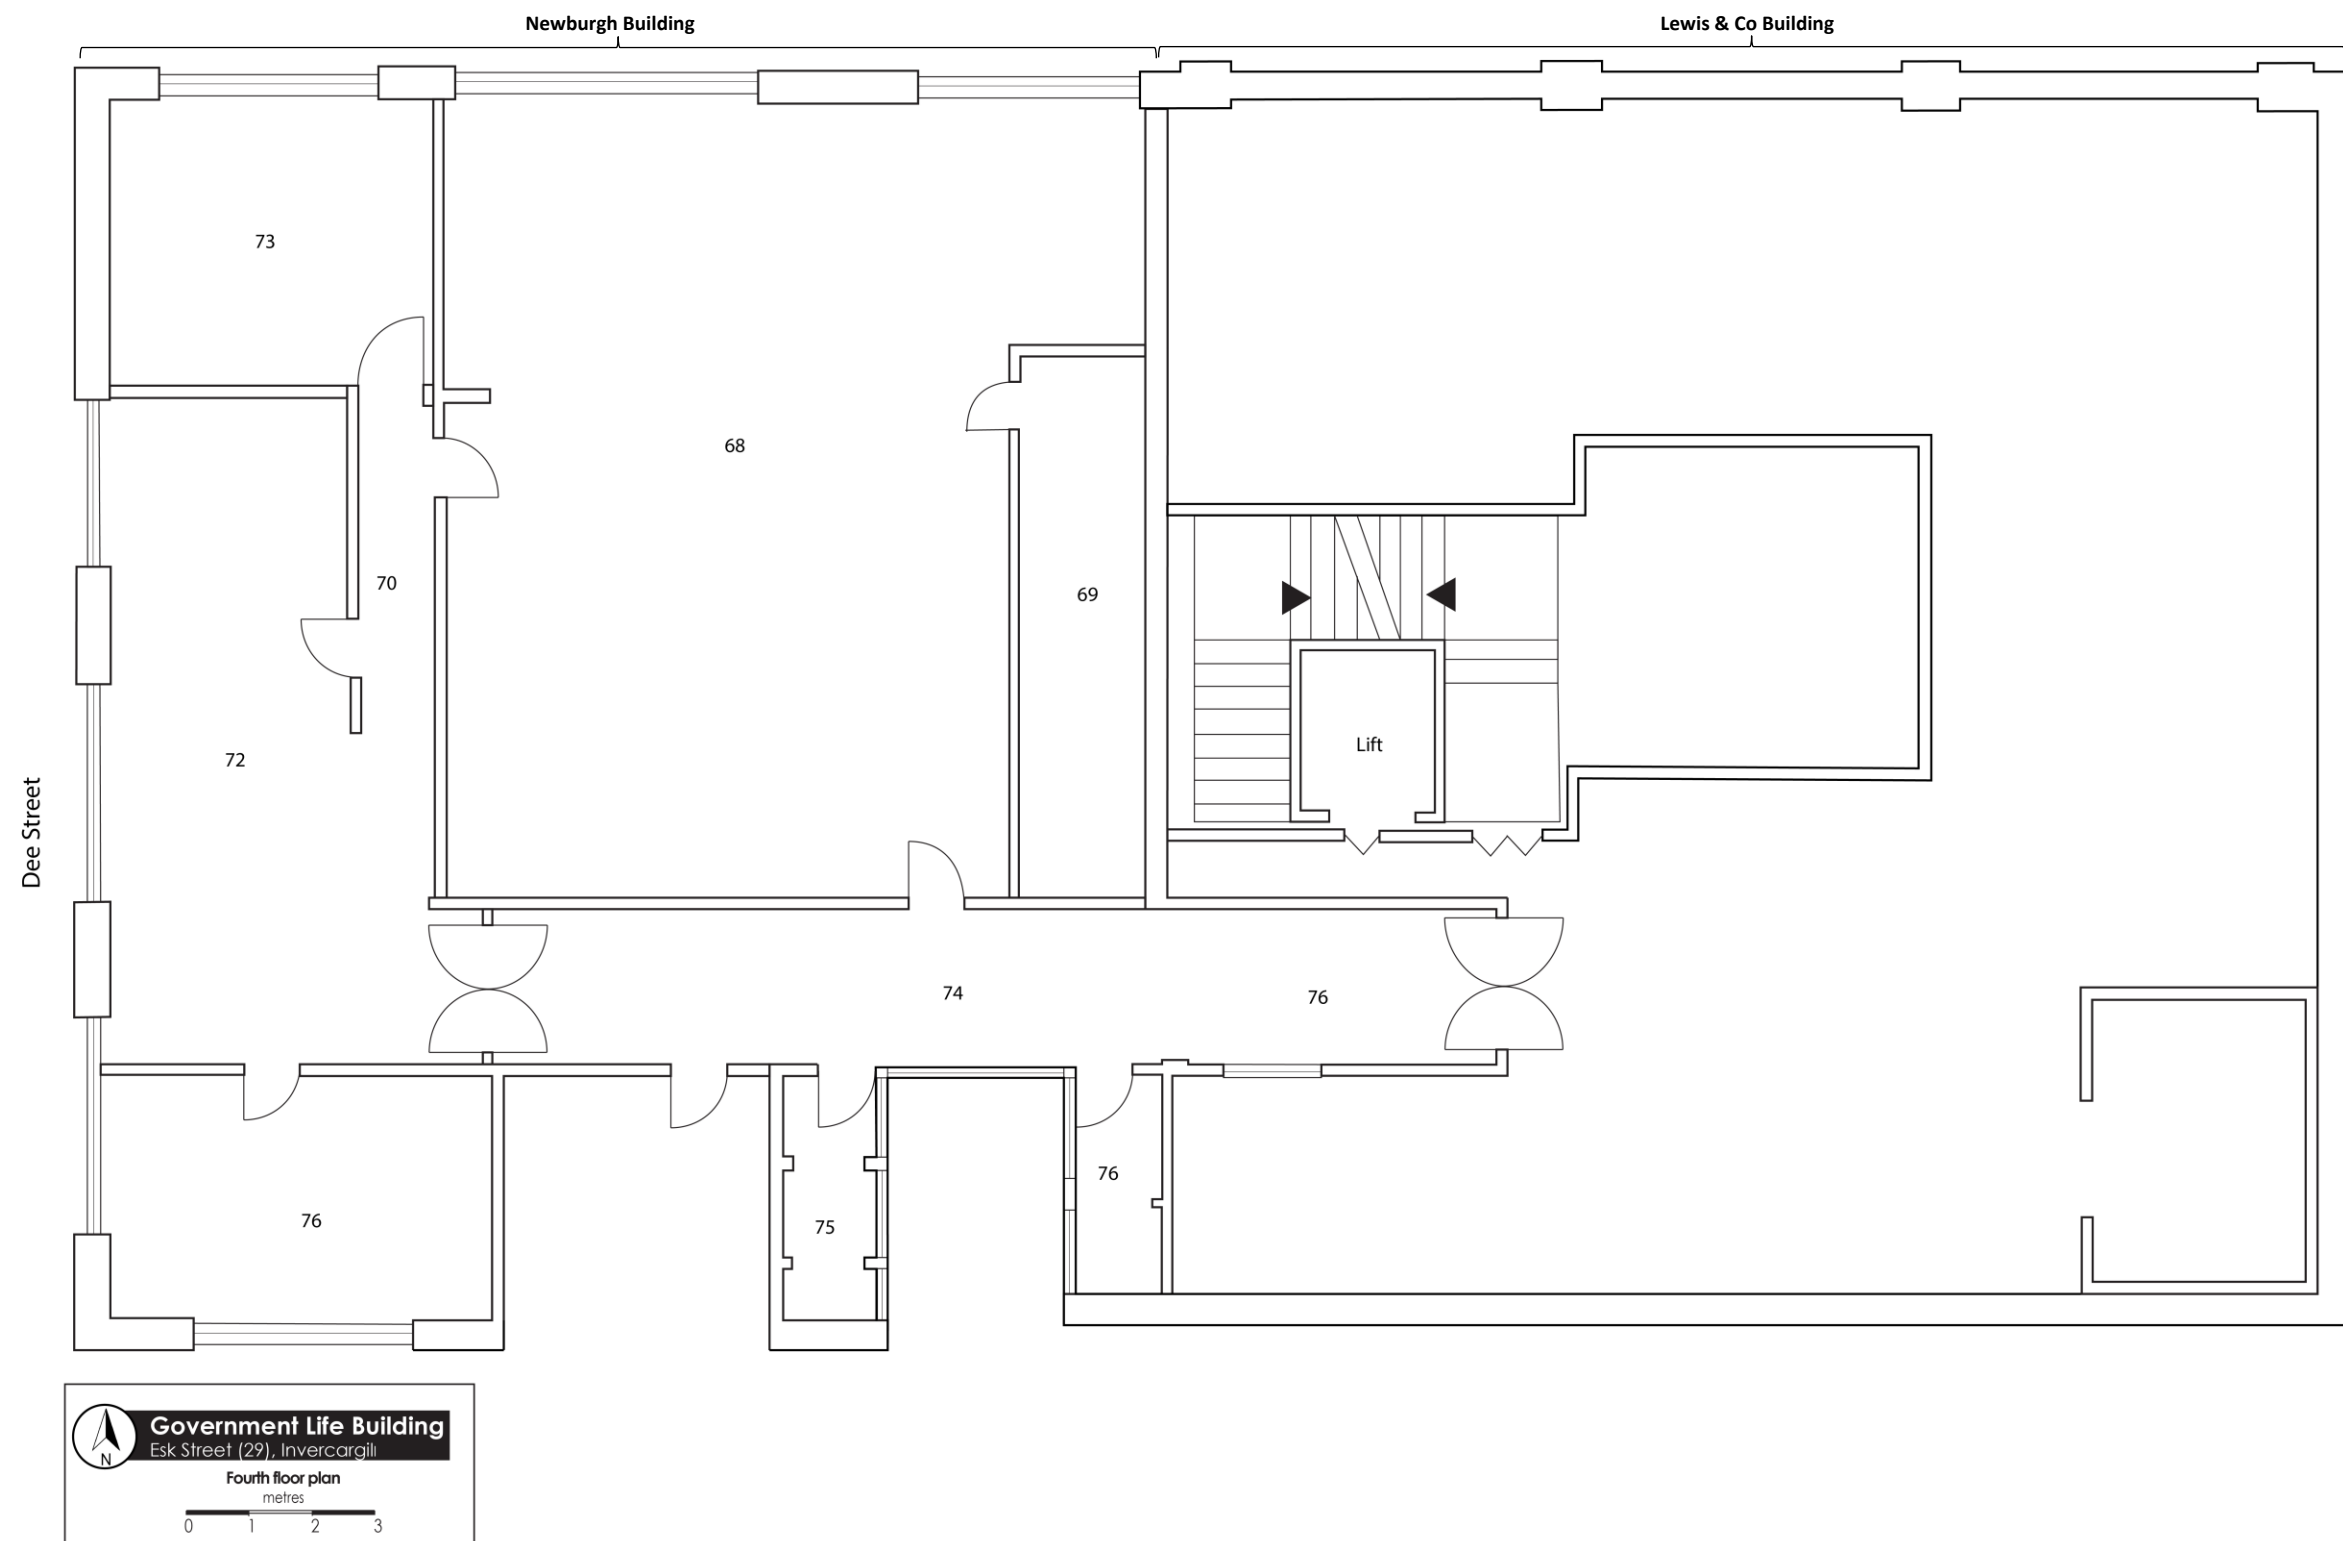 Newburgh Building
Lewis & Co Building
73
68
70
69
72
Lift
Dee Street
74
76
76
76
75
N
Government Life Building
Esk Street (29), Invercargill
Fourth floor plan
metres
0 1 2 3